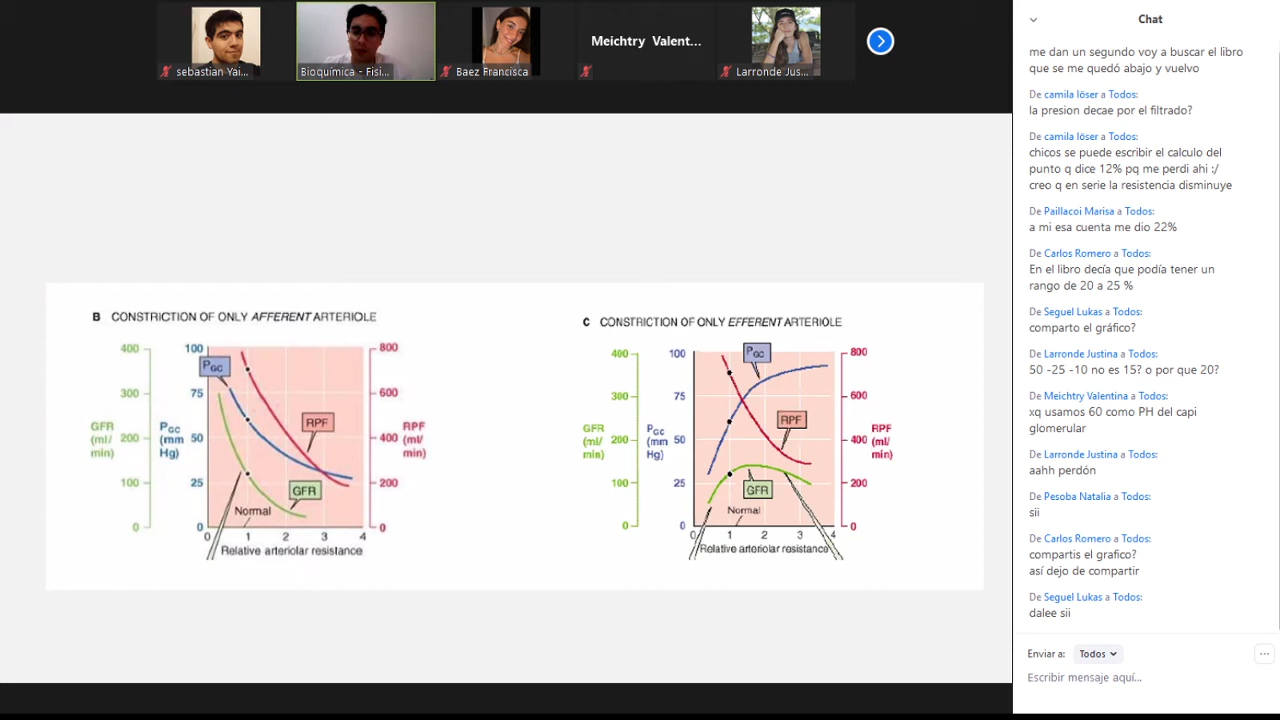 sebastian Yai...
Bioquímica - Fisi...
Baez Francisca
Meichtry Valent...
Larronde Jus...
B CONSTRICTION OF ONLY AFFERENT ARTERIOLE
400
300
200
100
0
GFR
(ml/
min)
100
75
50
25
0
PGC
(mm
Hg)
PGC
RPF
GFR
Normal
800
600
400
200
0
RPF
(ml/
min)
0 1 2 3 4
Relative arteriolar resistance
C CONSTRICTION OF ONLY EFFERENT ARTERIOLE
400
300
200
100
0
GFR
(ml/
min)
100
75
50
25
0
PGC
(mm
Hg)
PGC
RPF
GFR
Normal
800
600
400
200
0
RPF
(ml/
min)
0 1 2 3 4
Relative arteriolar resistance
Chat
me dan un segundo voy a buscar el libro
que se me quedó abajo y vuelvo
De camila löser a Todos:
la presion decae por el filtrado?
De camila löser a Todos:
chicos se puede escribir el calculo del
punto q dice 12% pq me perdi ahi :/
creo q en serie la resistencia disminuye
De Paillacoi Marisa a Todos:
a mi esa cuenta me dio 22%
De Carlos Romero a Todos:
En el libro decía que podía tener un
rango de 20 a 25 %
De Seguel Lukas a Todos:
comparto el gráfico?
De Larronde Justina a Todos:
50 -25 -10 no es 15? o por que 20?
De Meichtry Valentina a Todos:
xq usamos 60 como PH del capi
glomerular
De Larronde Justina a Todos:
aahh perdón
De Pesoba Natalia a Todos:
sii
De Carlos Romero a Todos:
compartis el grafico?
así dejo de compartir
De Seguel Lukas a Todos:
dalee sii
Enviar a: Todos
Escribir mensaje aquí...